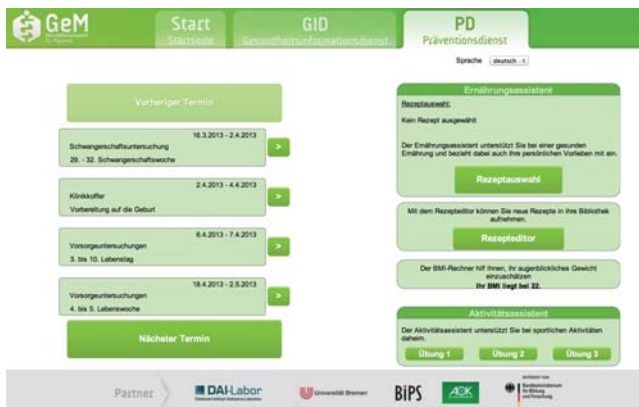 GeM
Start
Startseite
GID
Gesundheitsinformationsdienst
PD
Präventionsdienst
Sprache deutsch
Vorheriger Termin
16.3.2013 - 2.4.2013
Schwangerschaftsuntersuchung
29. - 32. Schwangerschaftswoche
>
2.4.2013 - 4.4.2013
Klinikkoffer
Vorbereitung auf die Geburt
>
6.4.2013 - 7.4.2013
Vorsorgeuntersuchungen
3. bis 10. Lebenstag
>
18.4.2013 - 2.5.2013
Vorsorgeuntersuchungen
4. bis 5. Lebenswoche
>
Nächster Termin
Ernährungsassistent
Rezeptauswahl:
Kein Rezept ausgewählt
Der Ernährungsassistent unterstützt Sie bei einer gesunden
Ernährung und bezieht dabei auch ihre persönlichen Vorlieben mit ein.
Rezeptauswahl
Mit dem Rezepteditor können Sie neue Rezepte in ihre Bibliothek
aufnehmen.
Rezepteditor
Der BMI-Rechner hilf Ihnen, ihr augenblickliches Gewicht
einzuschätzen
Ihr BMI liegt bei 22.
Aktivitätsassistent
Der Aktivitätsassistent unterstützt Sie bei sportlichen Aktivitäten
daheim.
Übung 1 Übung 2 Übung 3
Partner
DAI-Labor
Universität Bremen
BiPS
AOK
Bundesministerium
für Bildung
und Forschung